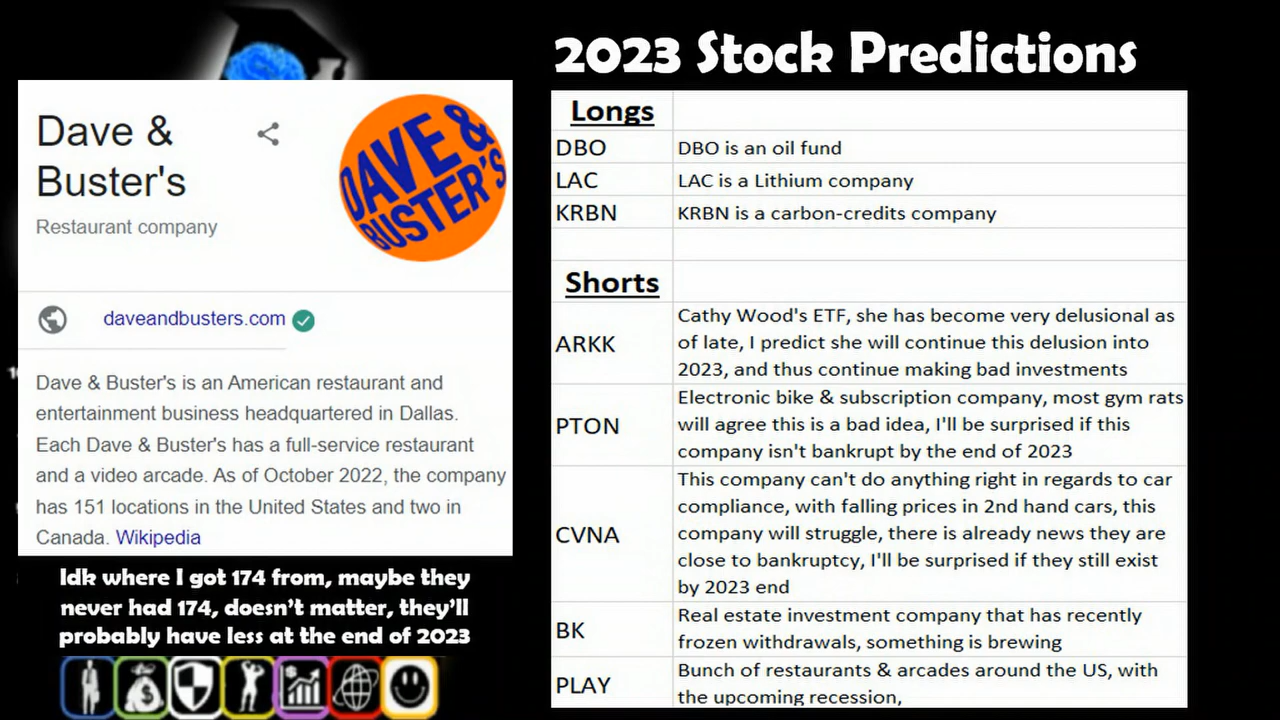 2023 Stock Predictions
Dave &
Buster's
Restaurant company
DAVE &
BUSTER'S
daveandbusters.com
Dave & Buster's is an American restaurant and
entertainment business headquartered in Dallas.
Each Dave & Buster's has a full-service restaurant
and a video arcade. As of October 2022, the company
has 151 locations in the United States and two in
Canada. Wikipedia
Idk where I got 174 from, maybe they
never had 174, doesn't matter, they'll
probably have less at the end of 2023
Longs
DBO DBO is an oil fund
LAC LAC is a Lithium company
KRBN KRBN is a carbon-credits company
Shorts
ARKK Cathy Wood's ETF, she has become very delusional as
of late, I predict she will continue this delusion into
2023, and thus continue making bad investments
PTON Electronic bike & subscription company, most gym rats
will agree this is a bad idea, I'll be surprised if this
company isn't bankrupt by the end of 2023
CVNA This company can't do anything right in regards to car
compliance, with falling prices in 2nd hand cars, this
company will struggle, there is already news they are
close to bankruptcy, I'll be surprised if they still exist
by 2023 end
BK Real estate investment company that has recently
frozen withdrawals, something is brewing
PLAY Bunch of restaurants & arcades around the US, with
the upcoming recession,